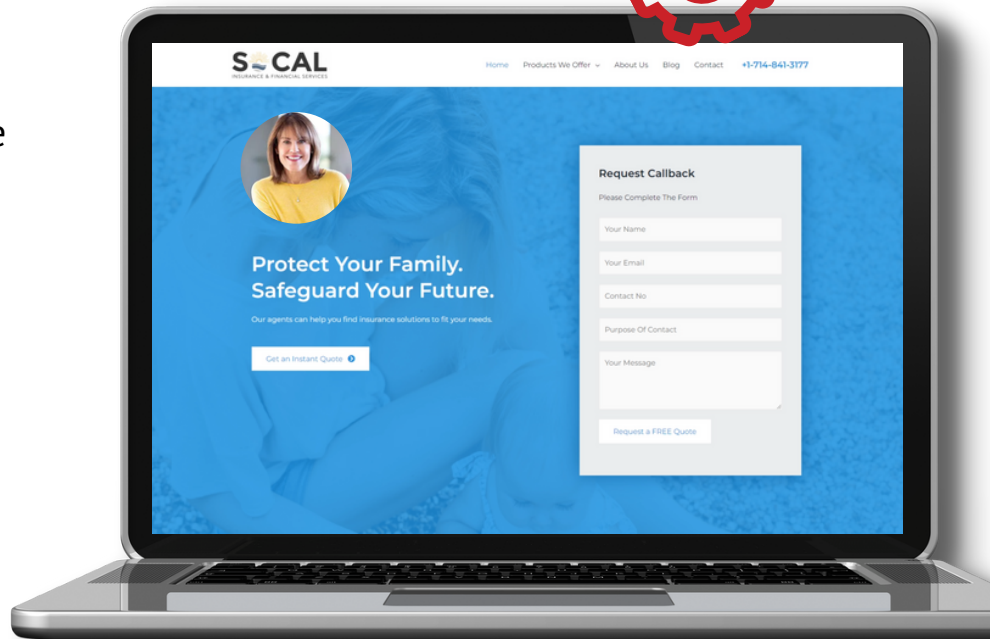 e
SOCAL
INSURANCE & FINANCIAL SERVICES
Home Products We Offer About Us Blog Contact +1-714-841-3177
Protect Your Family.
Safeguard Your Future.
Our agents can help you find insurance solutions to fit your needs.
Get an Instant Quote
Request Callback
Please Complete The Form
Your Name
Your Email
Contact No
Purpose Of Contact
Your Message
Request a FREE Quote